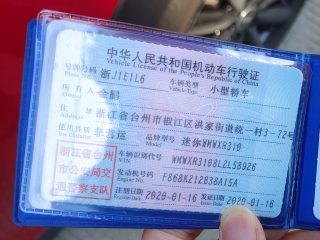 中华人民共和国机动车行驶证
Vehicle License of the People's Republic of China
号牌号码 浙J1E1L6 车辆类型 小型轿车
Plate No. Vehicle Type
所有人 金
Owner
住址 浙江省台州市椒江区洪家街道统一村3-72号
Address
使用性质 非营运 品牌型号 迷你WMWXR310
Use Character Model
浙江省台州市公安局交通警察支队
车辆识别代号
VIN
发动机号码 F868K212B38A15A
Engine No.
注册日期 2020-01-16 发证日期 2020-01-16
Register Date Issue Date